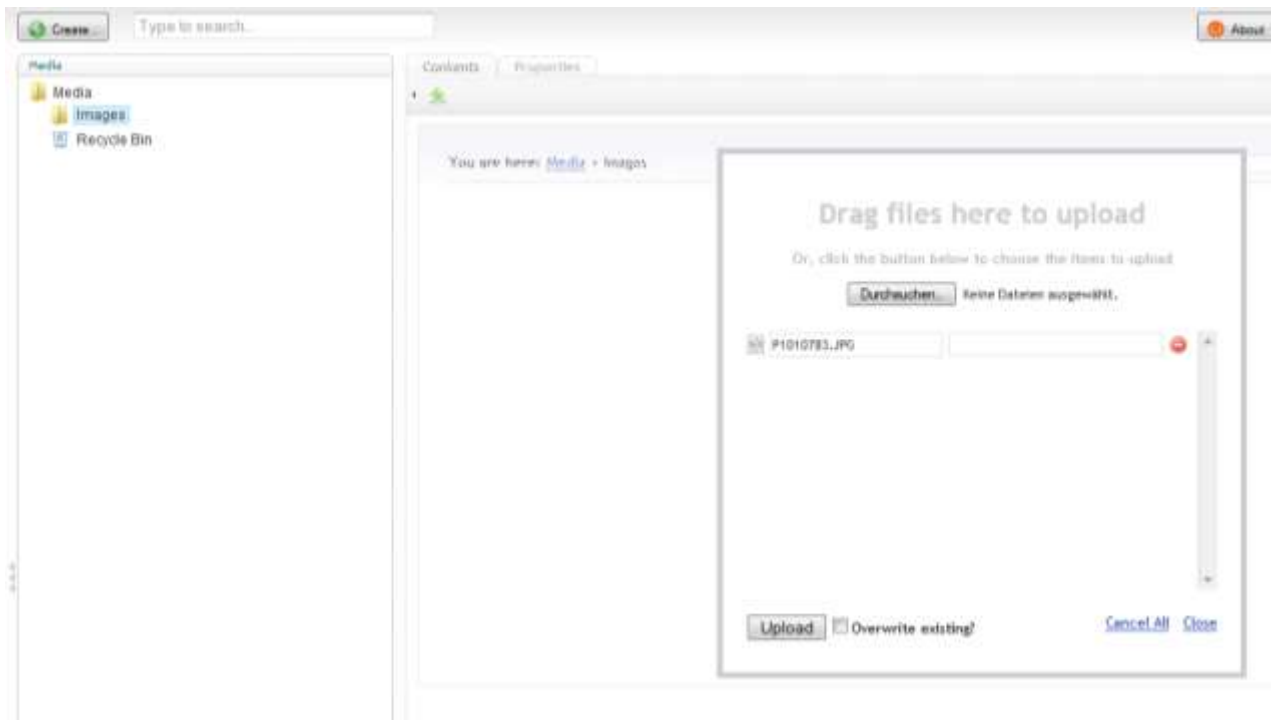 Create...
Type to search...
About
Media
Media
Images
Recycle Bin
Contents
Properties
You are here: Media › Images
Drag files here to upload
Or, click the button below to choose the items to upload
Durchsuchen... Keine Dateien ausgewählt.
P1010783.JPG
Upload
Overwrite existing?
Cancel All
Close